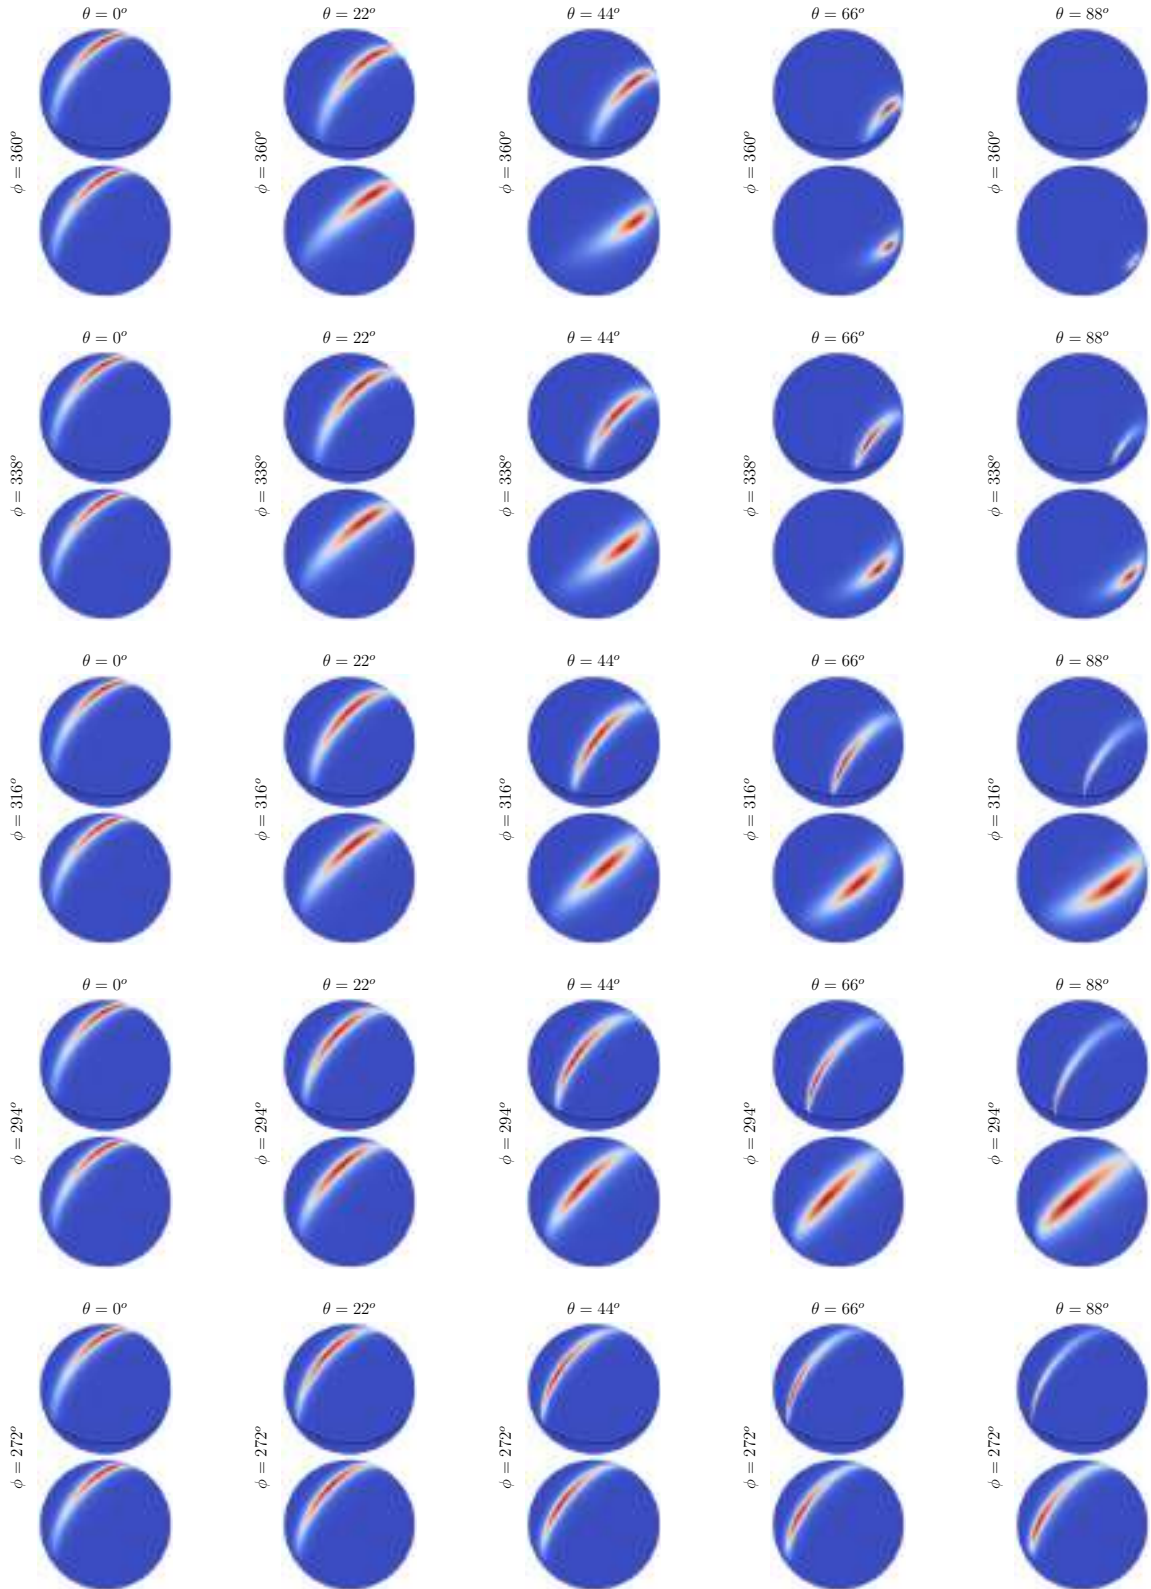 θ = 0° θ = 22° θ = 44° θ = 66° θ = 88°
ϕ = 360° ϕ = 360° ϕ = 360° ϕ = 360° ϕ = 360°
θ = 0° θ = 22° θ = 44° θ = 66° θ = 88°
ϕ = 338° ϕ = 338° ϕ = 338° ϕ = 338° ϕ = 338°
θ = 0° θ = 22° θ = 44° θ = 66° θ = 88°
ϕ = 316° ϕ = 316° ϕ = 316° ϕ = 316° ϕ = 316°
θ = 0° θ = 22° θ = 44° θ = 66° θ = 88°
ϕ = 294° ϕ = 294° ϕ = 294° ϕ = 294° ϕ = 294°
θ = 0° θ = 22° θ = 44° θ = 66° θ = 88°
ϕ = 272° ϕ = 272° ϕ = 272° ϕ = 272° ϕ = 272°